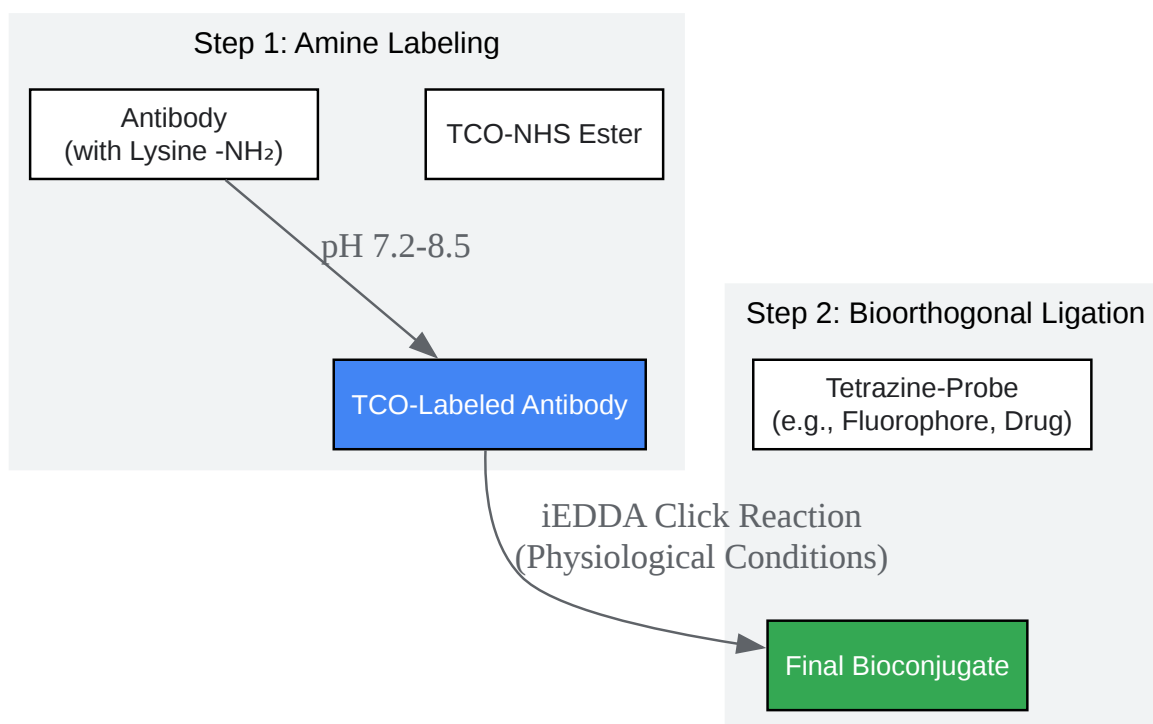 Step 1: Amine Labeling
Antibody
(with Lysine -NH₂)
TCO-NHS Ester
pH 7.2-8.5
TCO-Labeled Antibody
Step 2: Bioorthogonal Ligation
Tetrazine-Probe
(e.g., Fluorophore, Drug)
iEDDA Click Reaction
(Physiological Conditions)
Final Bioconjugate